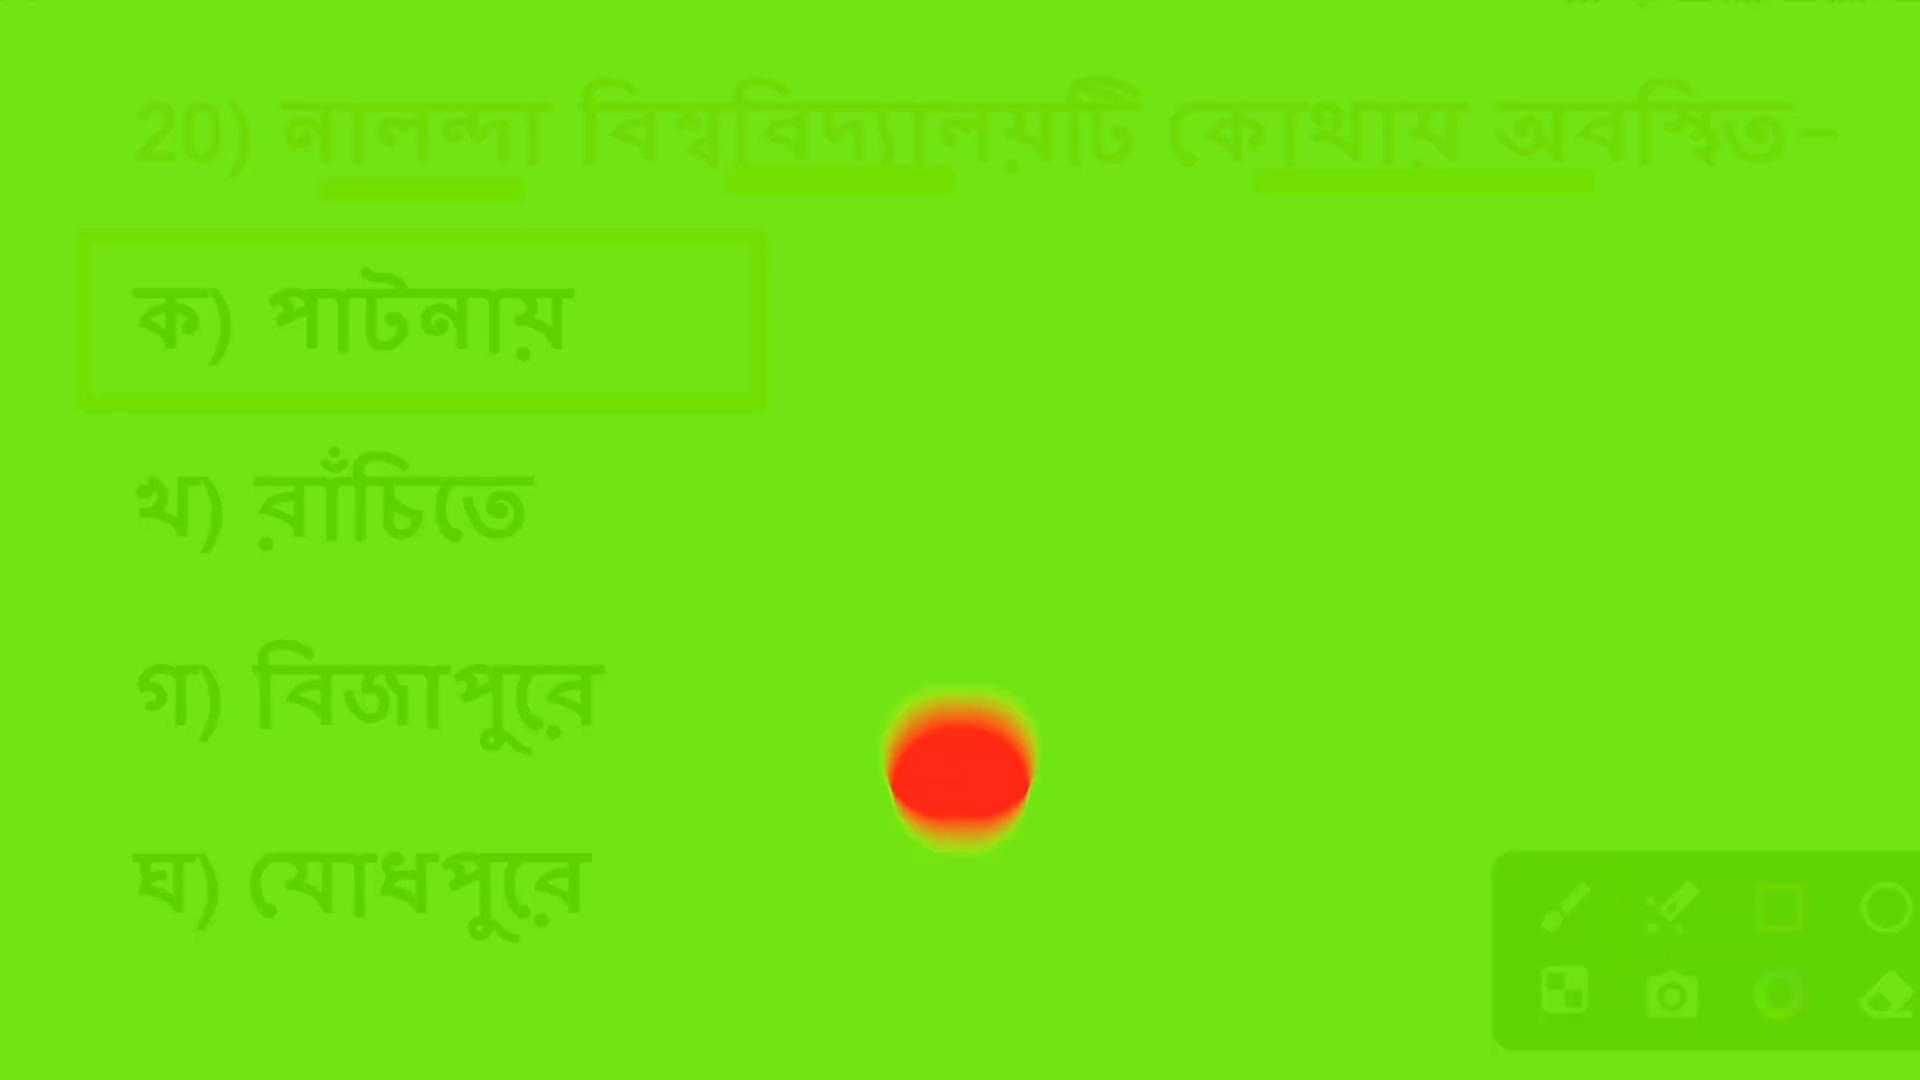 20) নালন্দা বিশ্ববিদ্যালয়টি কোথায় অবস্থিত–
ক) পাটনায়
খ) রাঁচিতে
গ) বিজাপুরে
ঘ) যোধপুরে